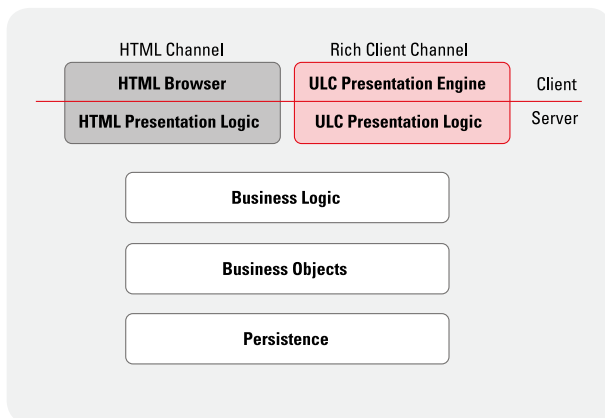 HTML Channel
Rich Client Channel
HTML Browser
ULC Presentation Engine
Client
HTML Presentation Logic
ULC Presentation Logic
Server
Business Logic
Business Objects
Persistence